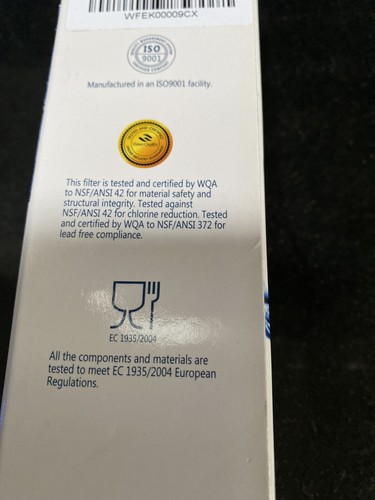 WFEK00009CX
ISO
9001
Manufactured in an ISO9001 facility.
This filter is tested and certified by WQA
to NSF/ANSI 42 for material safety and
structural integrity. Tested against
NSF/ANSI 42 for chlorine reduction. Tested
and certified by WQA to NSF/ANSI 372 for
lead free compliance.
EC 1935/2004
All the components and materials are
tested to meet EC 1935/2004 European
Regulations.